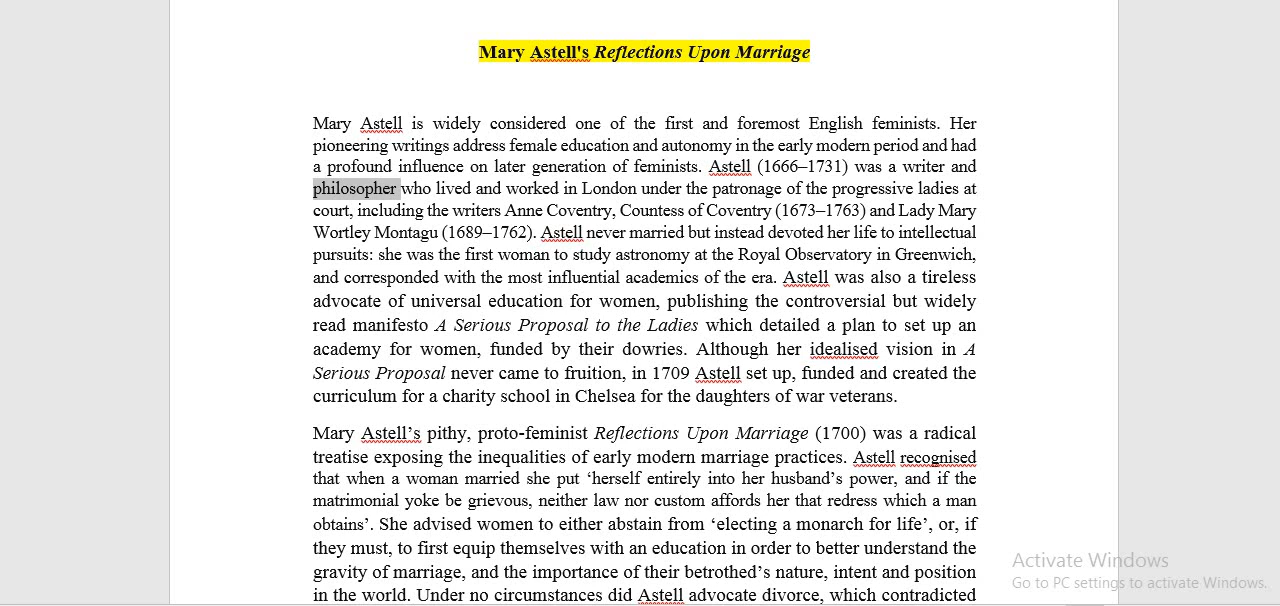 Mary Astell's Reflections Upon Marriage
Mary Astell is widely considered one of the first and foremost English feminists. Her
pioneering writings address female education and autonomy in the early modern period and had
a profound influence on later generation of feminists. Astell (1666–1731) was a writer and
philosopher who lived and worked in London under the patronage of the progressive ladies at
court, including the writers Anne Coventry, Countess of Coventry (1673–1763) and Lady Mary
Wortley Montagu (1689–1762). Astell never married but instead devoted her life to intellectual
pursuits: she was the first woman to study astronomy at the Royal Observatory in Greenwich,
and corresponded with the most influential academics of the era. Astell was also a tireless
advocate of universal education for women, publishing the controversial but widely
read manifesto A Serious Proposal to the Ladies which detailed a plan to set up an
academy for women, funded by their dowries. Although her idealised vision in A
Serious Proposal never came to fruition, in 1709 Astell set up, funded and created the
curriculum for a charity school in Chelsea for the daughters of war veterans.
Mary Astell’s pithy, proto-feminist Reflections Upon Marriage (1700) was a radical
treatise exposing the inequalities of early modern marriage practices. Astell recognised
that when a woman married she put ‘herself entirely into her husband’s power, and if the
matrimonial yoke be grievous, neither law nor custom affords her that redress which a man
obtains’. She advised women to either abstain from ‘electing a monarch for life’, or, if
they must, to first equip themselves with an education in order to better understand the
gravity of marriage, and the importance of their betrothed’s nature, intent and position
in the world. Under no circumstances did Astell advocate divorce, which contradicted
Activate Windows
Go to PC settings to activate Windows.